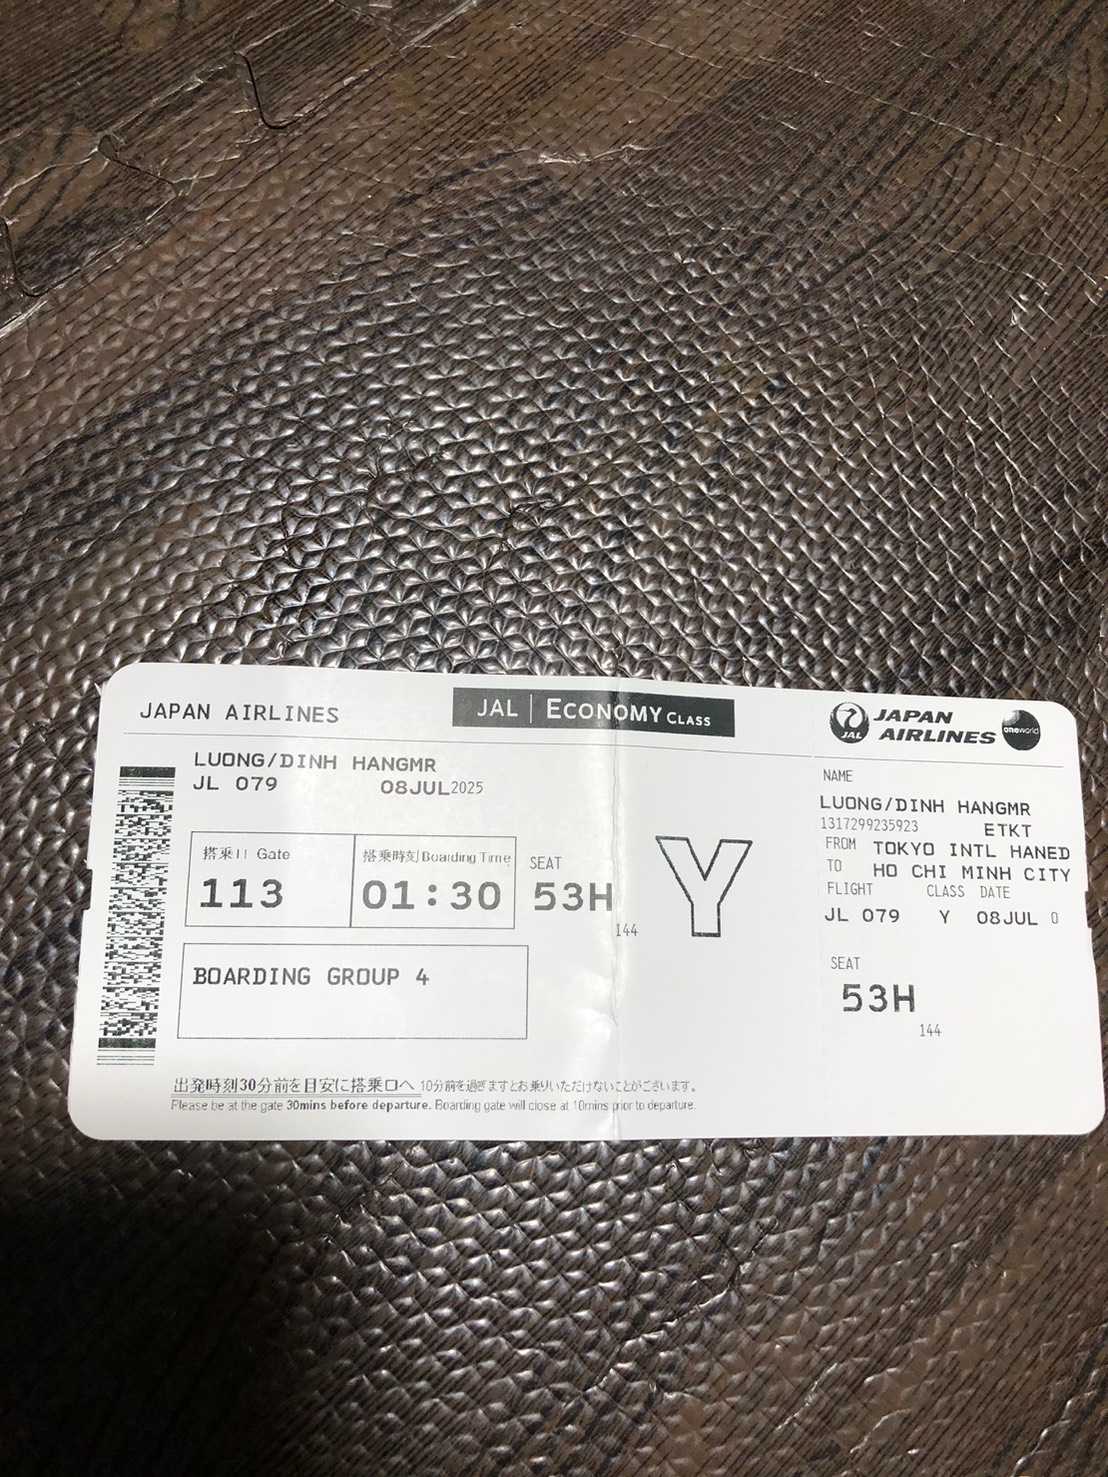 JAPAN AIRLINES
JAL | ECONOMY CLASS
LUONG/DINH HANGMR
JL 079 08JUL2025
搭乗口 Gate
113
搭乗時刻 Boarding Time
01:30
SEAT
53H
144
Y
BOARDING GROUP 4
出発時刻30分前を目安に搭乗口へ 10分前を過ぎますとお乗りいただけないことがございます。
Please be at the gate 30mins before departure. Boarding gate will close at 10mins prior to departure.
JAL
JAPAN
AIRLINES
oneworld
NAME
LUONG/DINH HANGMR
1317299235923 ETKT
FROM TOKYO INTL HANED
TO HO CHI MINH CITY
FLIGHT CLASS DATE
JL 079 Y 08JUL 0
SEAT
53H
144